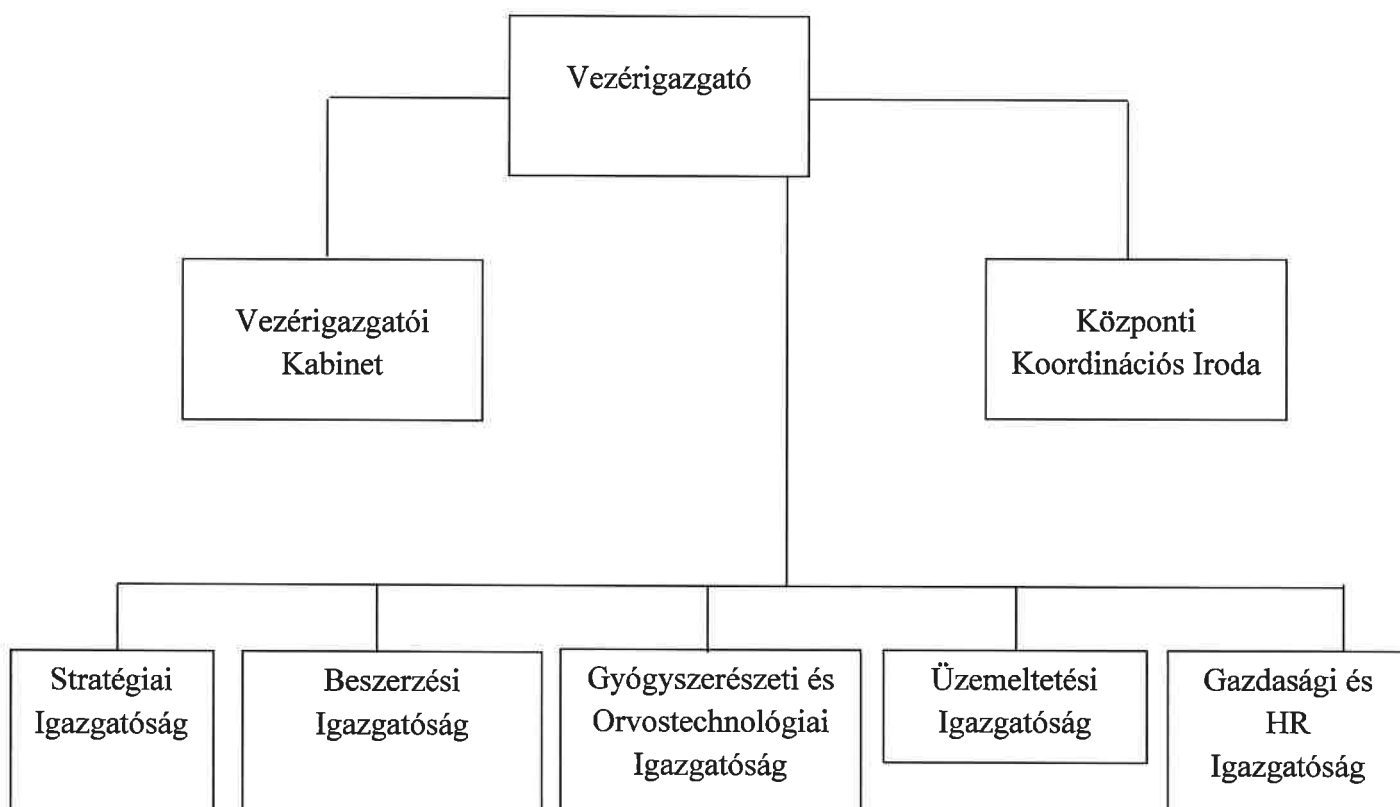 Vezérigazgató
Vezérigazgatói
Kabinet
Központi
Koordinációs Iroda
Stratégiai
Igazgatóság
Beszerzési
Igazgatóság
Gyógyszerészeti és
Orvostechnológiai
Igazgatóság
Üzemeltetési
Igazgatóság
Gazdasági és
HR
Igazgatóság